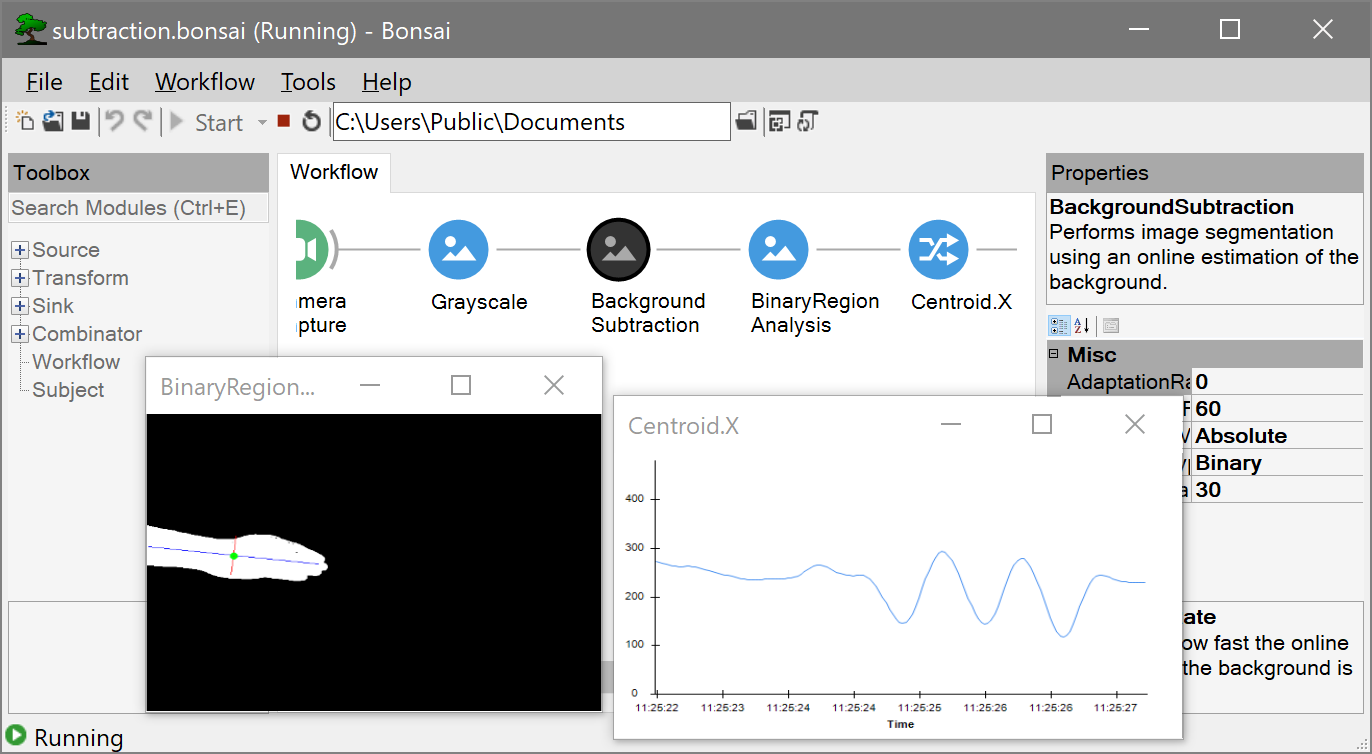 subtraction.bonsai (Running) - Bonsai
File Edit Workflow Tools Help
Start C:\Users\Public\Documents
Toolbox
Search Modules (Ctrl+E)
Source
Transform
Sink
Combinator
Workflow
Subject
Workflow
mera
pture
Grayscale
Background
Subtraction
BinaryRegion
Analysis
Centroid.X
Properties
BackgroundSubtraction
Performs image segmentation
using an online estimation of the
background.
Misc
AdaptationRa 0
60
Absolute
Binary
30
BinaryRegion...
Centroid.X
400
300
200
100
0
11:25:22 11:25:23 11:25:24 11:25:24 11:25:25 11:25:26 11:25:26 11:25:27
Time
ate
ow fast the online
the background is
Running